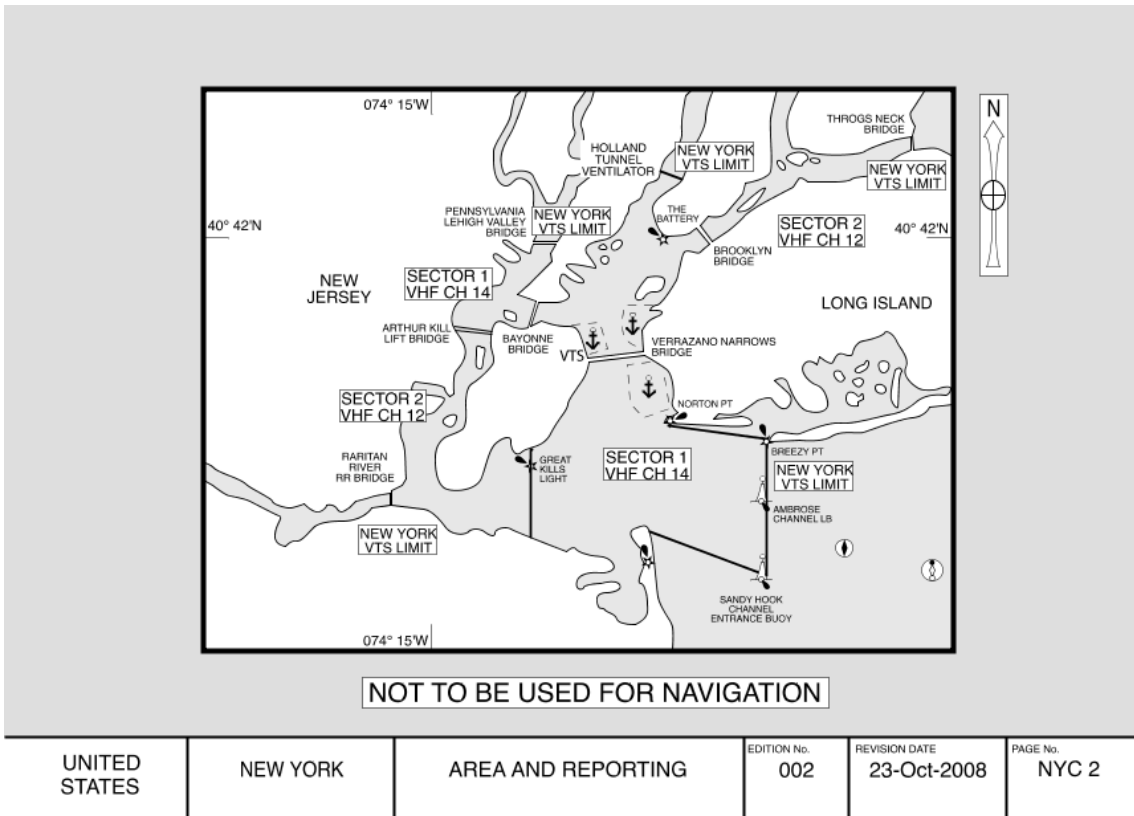 074° 15'W
N
THROGS NECK
BRIDGE
HOLLAND
TUNNEL
VENTILATOR
NEW YORK
VTS LIMIT
NEW YORK
VTS LIMIT
PENNSYLVANIA
LEHIGH VALLEY
BRIDGE
NEW YORK
VTS LIMIT
THE
BATTERY
SECTOR 2
VHF CH 12
40° 42'N
40° 42'N
BROOKLYN
BRIDGE
NEW
JERSEY
SECTOR 1
VHF CH 14
LONG ISLAND
ARTHUR KILL
LIFT BRIDGE
BAYONNE
BRIDGE
VTS
VERRAZANO NARROWS
BRIDGE
SECTOR 2
VHF CH 12
NORTON PT
RARITAN
RIVER
RR BRIDGE
GREAT
KILLS
LIGHT
SECTOR 1
VHF CH 14
BREEZY PT
NEW YORK
VTS LIMIT
AMBROSE
CHANNEL LB
NEW YORK
VTS LIMIT
SANDY HOOK
CHANNEL
ENTRANCE BUOY
074° 15'W
NOT TO BE USED FOR NAVIGATION
UNITED
STATES
NEW YORK
AREA AND REPORTING
EDITION No.
002
REVISION DATE
23-Oct-2008
PAGE No.
NYC 2